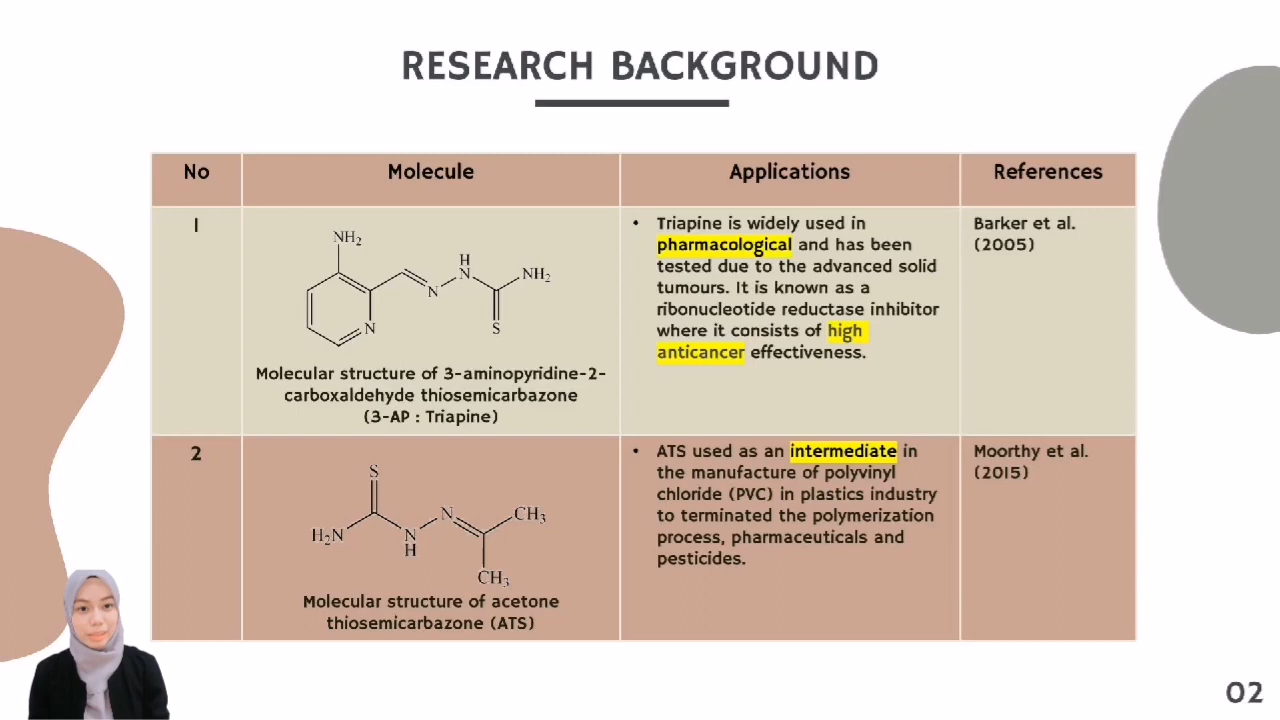 RESEARCH BACKGROUND
No
Molecule
Applications
References
1
NH2
H
N
NH2
N
N
S
Molecular structure of 3-aminopyridine-2-
carboxaldehyde thiosemicarbazone
(3-AP : Triapine)
• Triapine is widely used in
pharmacological and has been
tested due to the advanced solid
tumours. It is known as a
ribonucleotide reductase inhibitor
where it consists of high
anticancer effectiveness.
Barker et al.
(2005)
2
S
H2N
N
H
N
CH3
CH3
Molecular structure of acetone
thiosemicarbazone (ATS)
• ATS used as an intermediate in
the manufacture of polyvinyl
chloride (PVC) in plastics industry
to terminated the polymerization
process, pharmaceuticals and
pesticides.
Moorthy et al.
(2015)
02